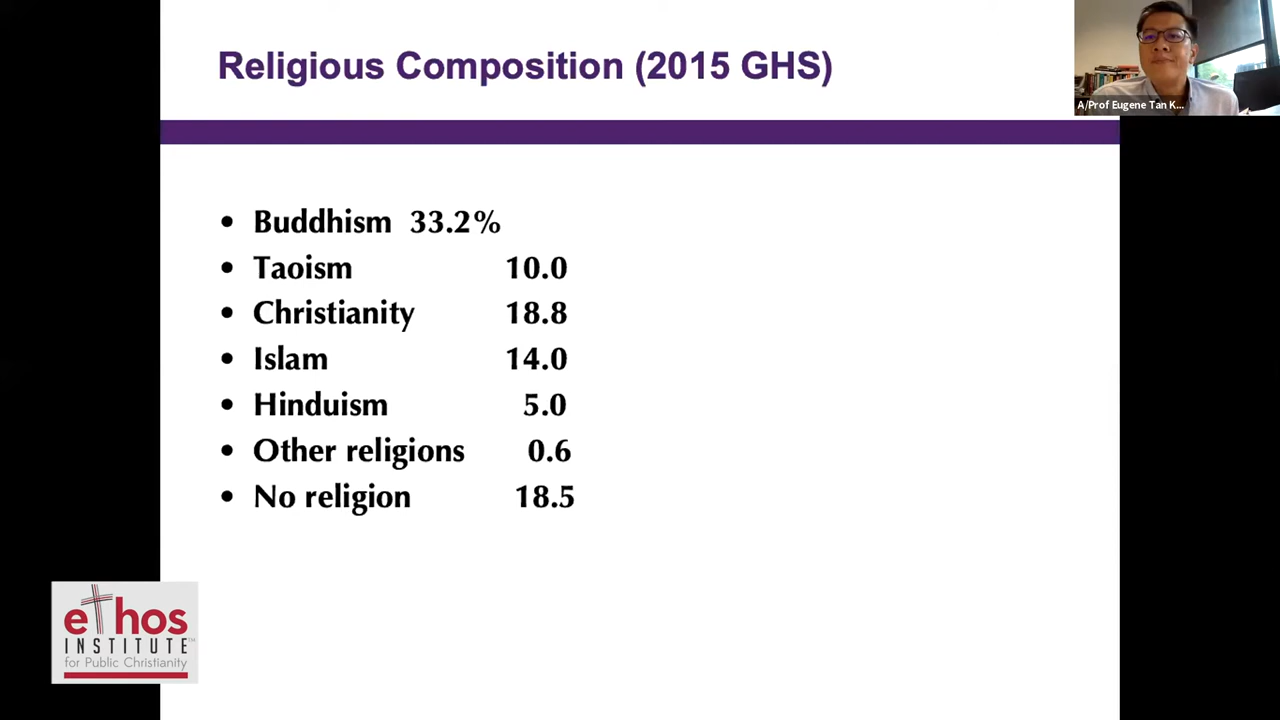 Religious Composition (2015 GHS)
A/Prof Eugene Tan K...
• Buddhism 33.2%
• Taoism 10.0
• Christianity 18.8
• Islam 14.0
• Hinduism 5.0
• Other religions 0.6
• No religion 18.5
ethos
INSTITUTE™
for Public Christianity